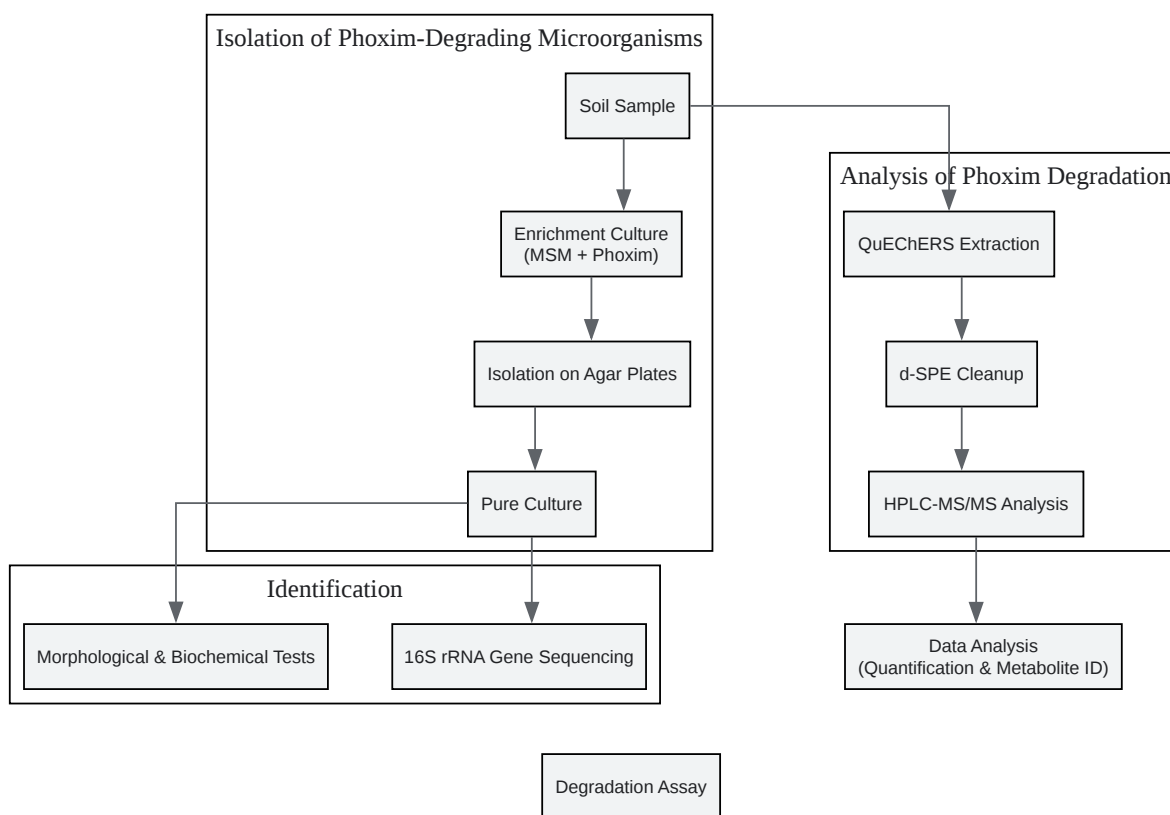 Isolation of Phoxim-Degrading Microorganisms
Soil Sample
Enrichment Culture
(MSM + Phoxim)
Isolation on Agar Plates
Pure Culture
Analysis of Phoxim Degradation
QuEChERS Extraction
d-SPE Cleanup
HPLC-MS/MS Analysis
Identification
Morphological & Biochemical Tests
16S rRNA Gene Sequencing
Data Analysis
(Quantification & Metabolite ID)
Degradation Assay